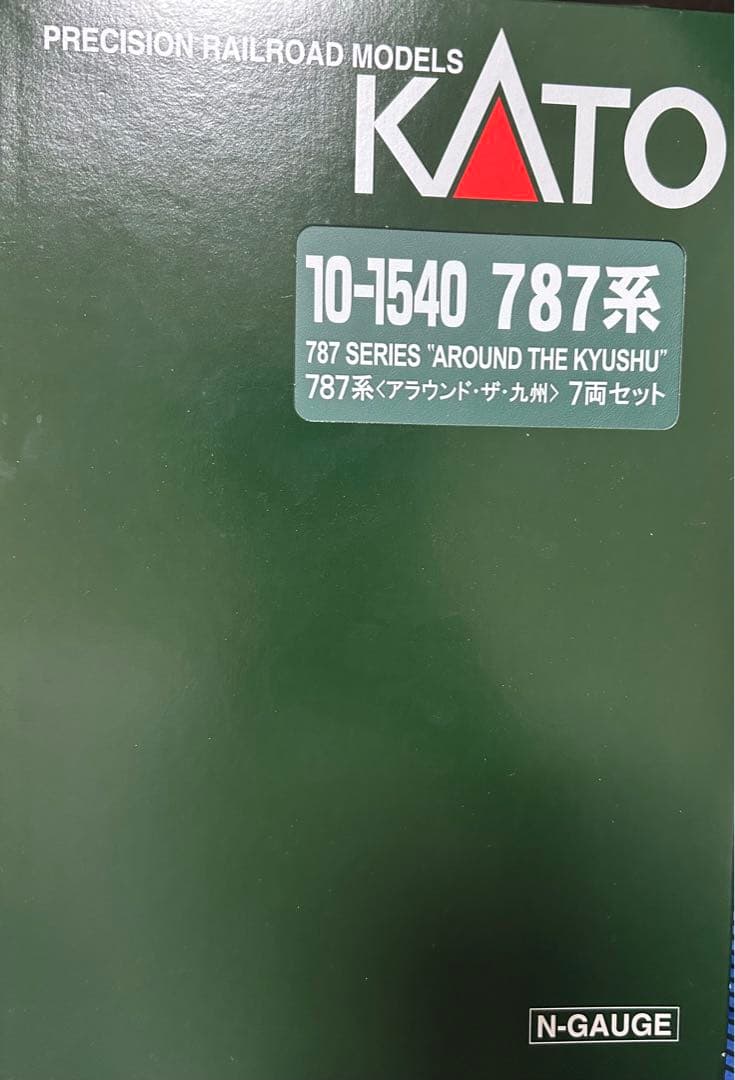 PRECISION RAILROAD MODELS
KATO
10-1540 787系
787 SERIES "AROUND THE KYUSHU"
787系〈アラウンド・ザ・九州〉 7両セット
N-GAUGE